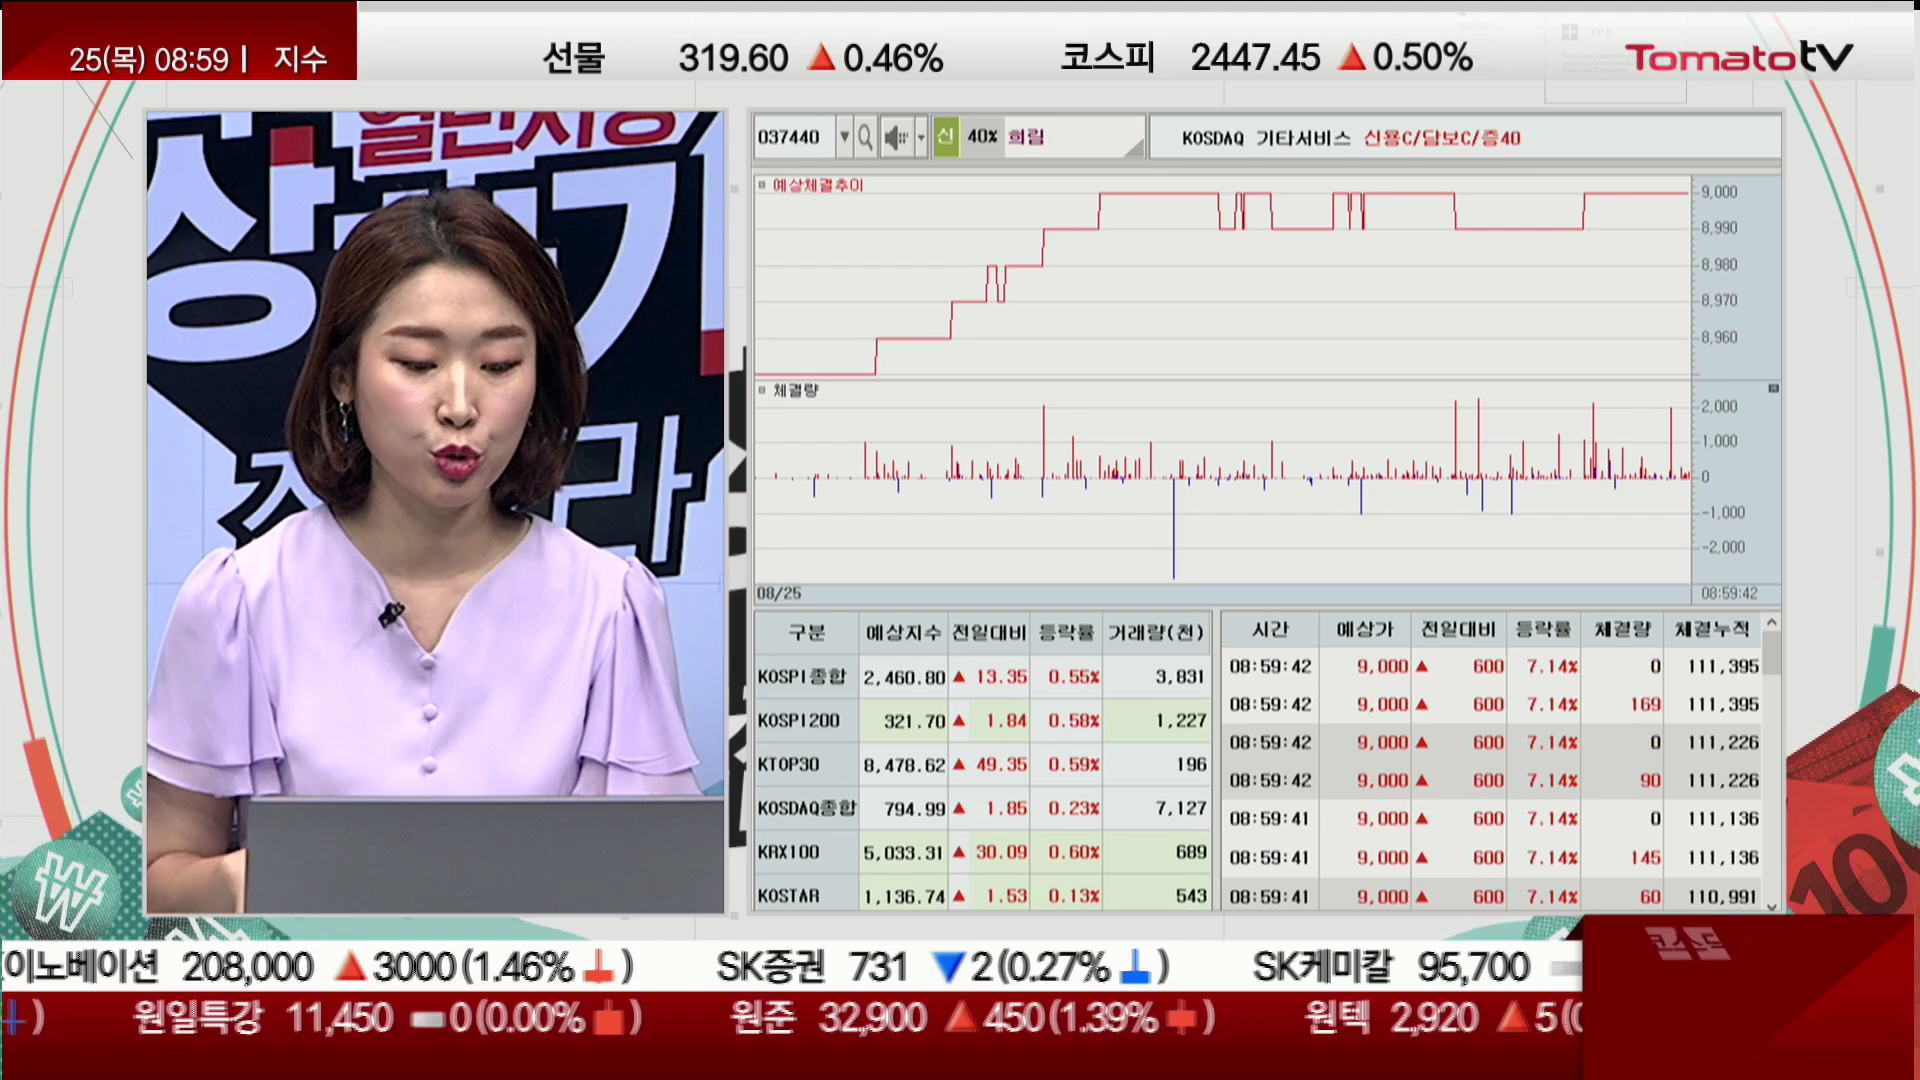 25(목) 08:59 | 지수 선물 319.60 ▲0.46% 코스피 2447.45 ▲0.50% Tomatotv
037440 신 40% 희림 KOSDAQ 기타서비스 신용C/담보C/증40
예상체결추이
9,000
8,990
8,980
8,970
8,960
체결량
2,000
1,000
0
-1,000
-2,000
08/25 08:59:42
구분 예상지수 전일대비 등락률 거래량(천)
KOSPI종합 2,460.80 ▲ 13.35 0.55% 3,831
KOSPI200 321.70 ▲ 1.84 0.58% 1,227
KTOP30 8,478.62 ▲ 49.35 0.59% 196
KOSDAQ종합 794.99 ▲ 1.85 0.23% 7,127
KRX100 5,033.31 ▲ 30.09 0.60% 689
KOSTAR 1,136.74 ▲ 1.53 0.13% 543
시간 예상가 전일대비 등락률 체결량 체결누적
08:59:42 9,000 ▲ 600 7.14% 0 111,395
08:59:42 9,000 ▲ 600 7.14% 169 111,395
08:59:42 9,000 ▲ 600 7.14% 0 111,226
08:59:42 9,000 ▲ 600 7.14% 90 111,226
08:59:41 9,000 ▲ 600 7.14% 0 111,136
08:59:41 9,000 ▲ 600 7.14% 145 111,136
08:59:41 9,000 ▲ 600 7.14% 60 110,991
이노베이션 208,000 ▲3000(1.46% ) SK증권 731 ▼2(0.27% ) SK케미칼 95,700
) 원일특강 11,450 0(0.00% ) 원준 32,900 ▲450(1.39% ) 원텍 2,920 ▲5(